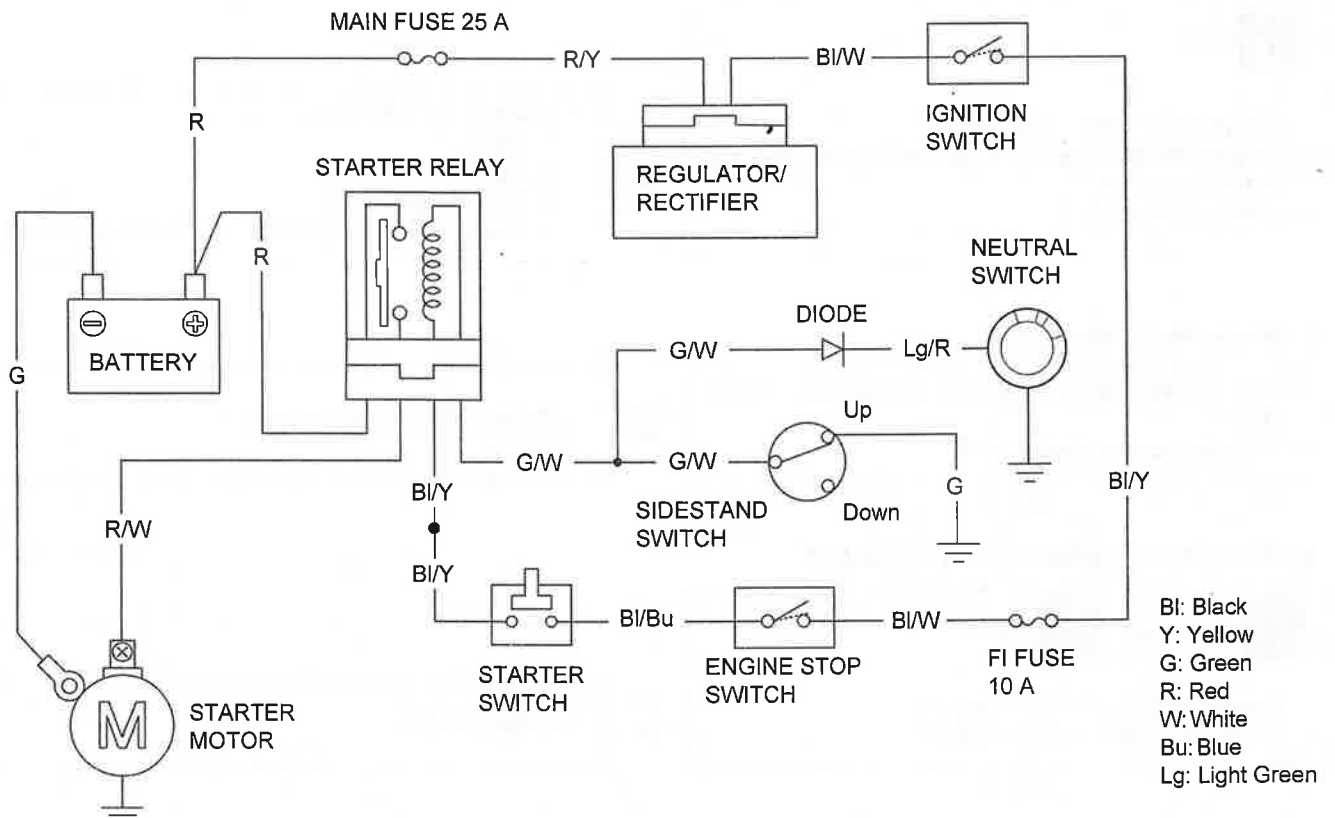 MAIN FUSE 25 A
R/Y
Bl/W
IGNITION
SWITCH
R
STARTER RELAY
REGULATOR/
RECTIFIER
R
NEUTRAL
SWITCH
DIODE
BATTERY
G/W
Lg/R
G
Up
G/W
G/W
Bl/Y
SIDESTAND
SWITCH
Down
G
Bl/Y
R/W
Bl/Y
Bl/Bu
Bl/W
STARTER
SWITCH
ENGINE STOP
SWITCH
FI FUSE
10 A
M
STARTER
MOTOR
Bl: Black
Y: Yellow
G: Green
R: Red
W: White
Bu: Blue
Lg: Light Green